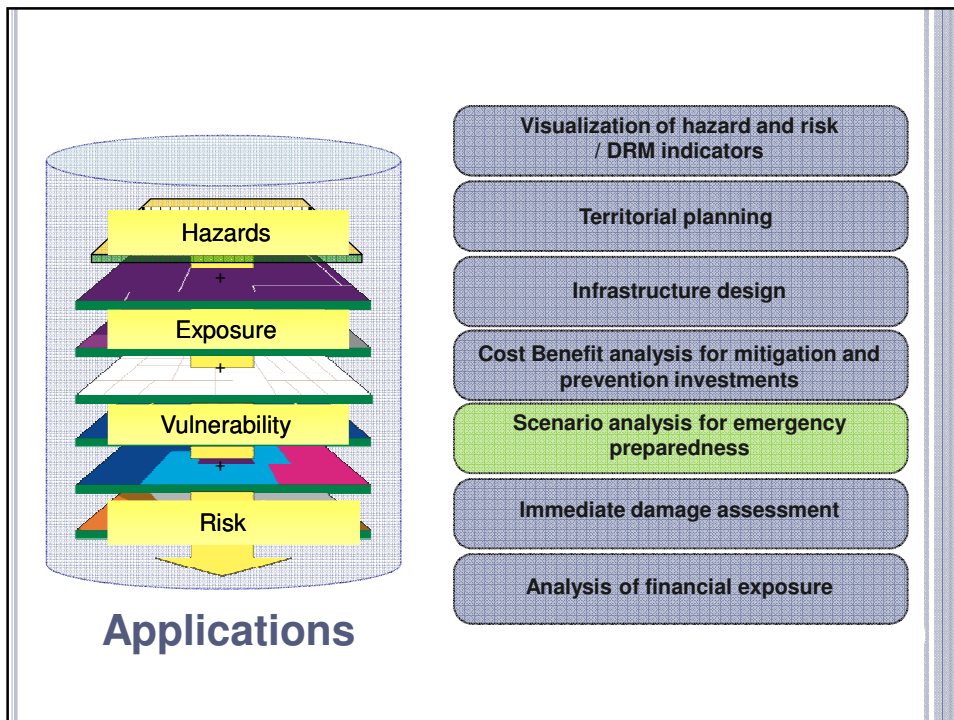 Hazards
+
Exposure
+
Vulnerability
+
Risk
Applications
Visualization of hazard and risk
/ DRM indicators
Territorial planning
Infrastructure design
Cost Benefit analysis for mitigation and
prevention investments
Scenario analysis for emergency
preparedness
Immediate damage assessment
Analysis of financial exposure